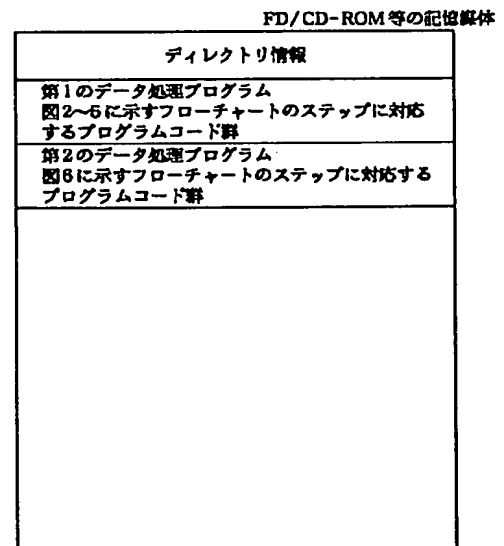 FD/CD-ROM等の記憶媒体
ディレクトリ情報
第1のデータ処理プログラム
図2~5に示すフローチャートのステップに対応
するプログラムコード群
第2のデータ処理プログラム
図6に示すフローチャートのステップに対応する
プログラムコード群